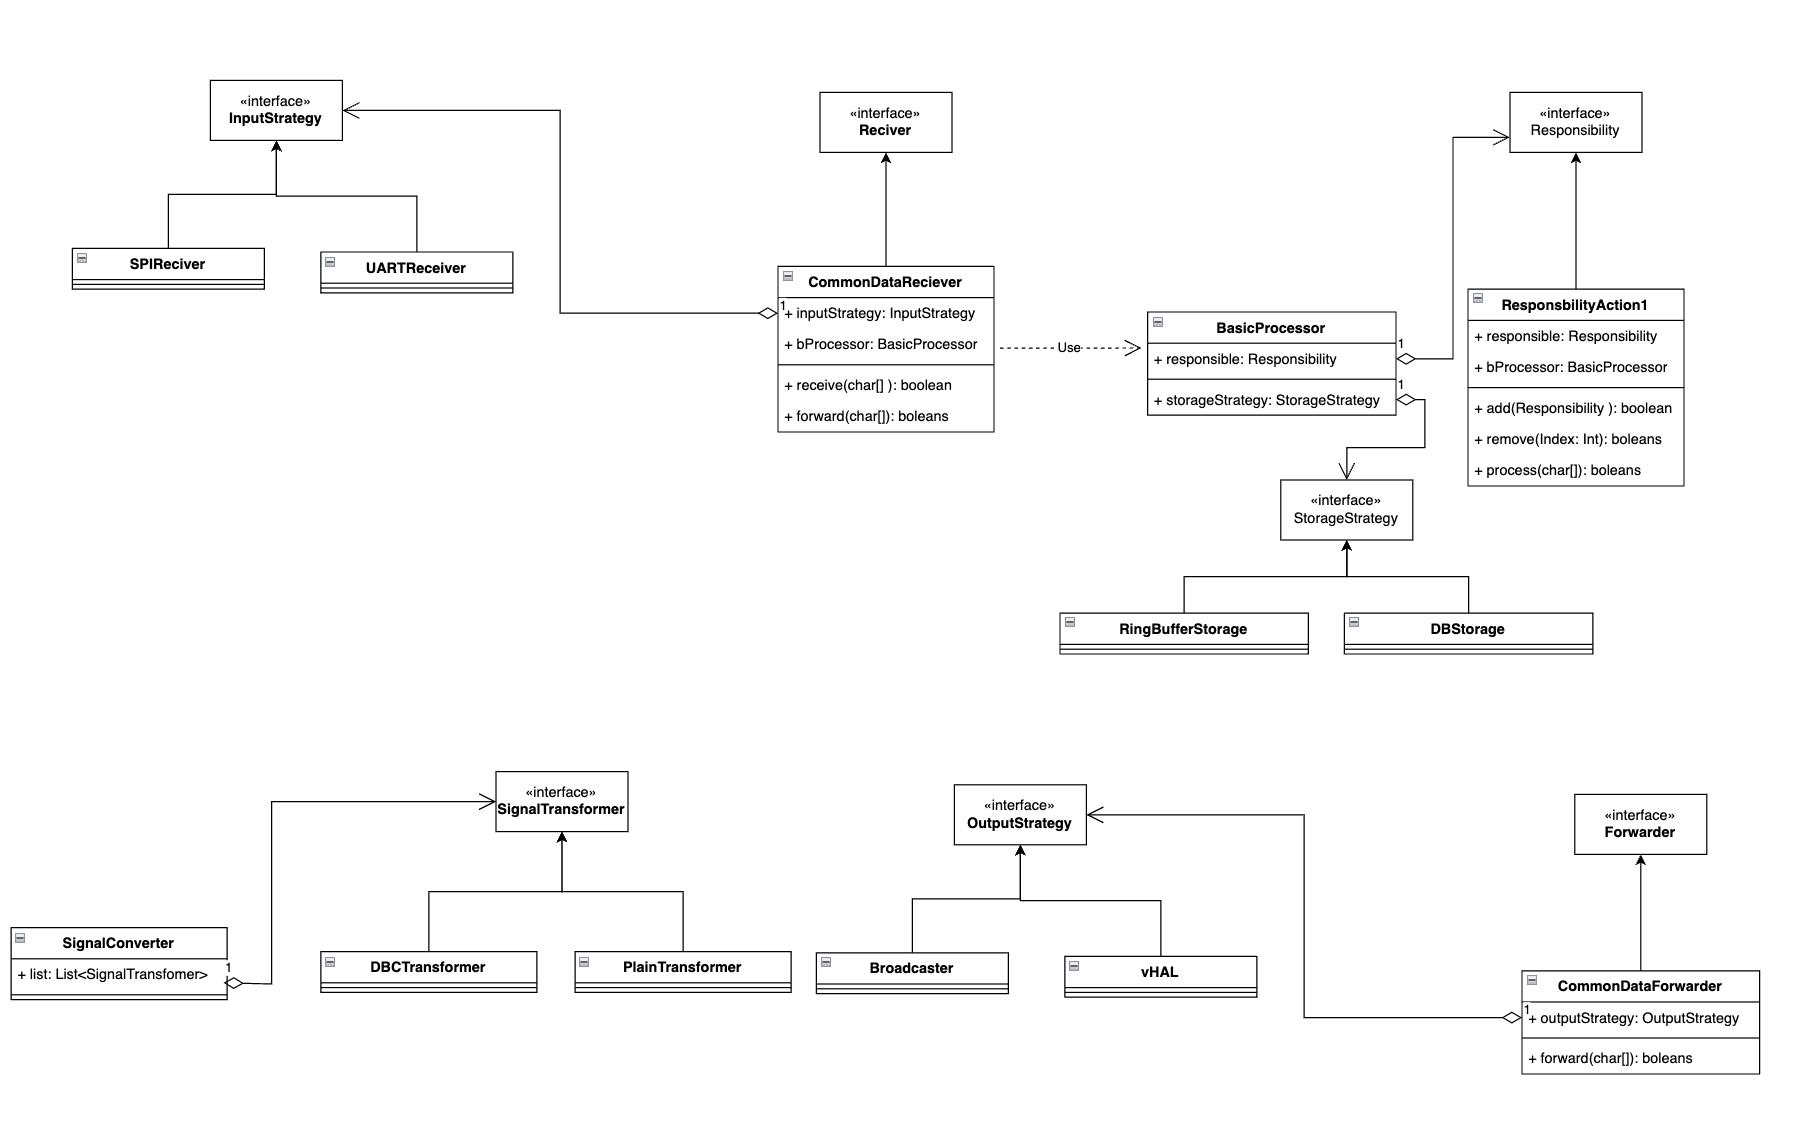 «interface»
InputStrategy
SPIReciver
UARTReceiver
«interface»
Reciver
CommonDataReciever
1
+ inputStrategy: InputStrategy
+ bProcessor: BasicProcessor
+ receive(char[] ): boolean
+ forward(char[]): boleans
Use
BasicProcessor
+ responsible: Responsibility
1
+ storageStrategy: StorageStrategy
1
«interface»
Responsibility
ResponsbilityAction1
+ responsible: Responsibility
+ bProcessor: BasicProcessor
+ add(Responsibility ): boolean
+ remove(Index: Int): boleans
+ process(char[]): boleans
«interface»
StorageStrategy
RingBufferStorage
DBStorage
«interface»
SignalTransformer
SignalConverter
+ list: List<SignalTransfomer>
1
DBCTransformer
PlainTransformer
«interface»
OutputStrategy
Broadcaster
vHAL
«interface»
Forwarder
CommonDataForwarder
1
+ outputStrategy: OutputStrategy
+ forward(char[]): boleans